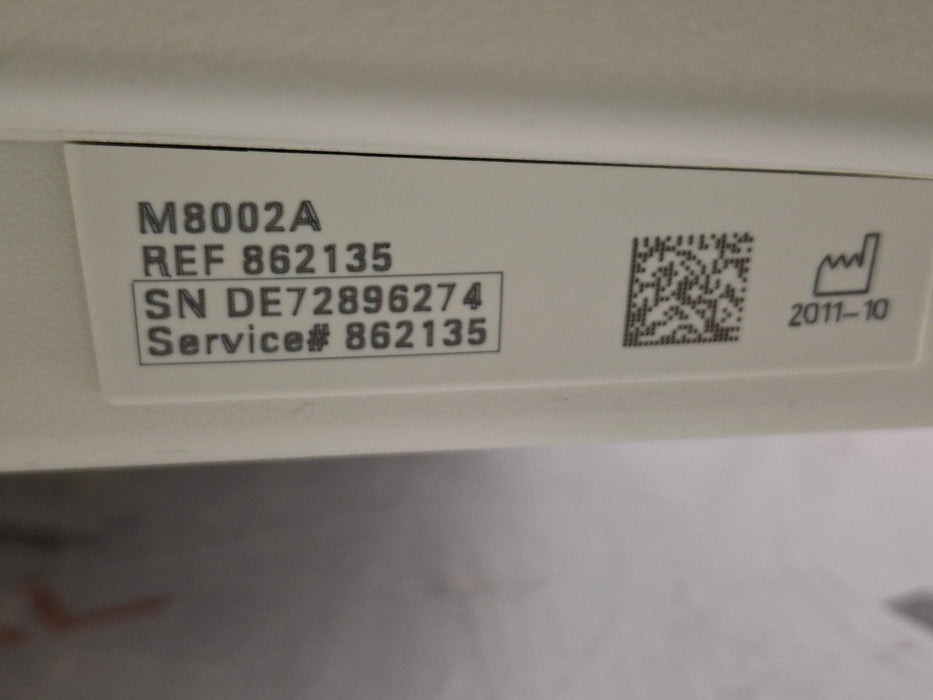 M8002A
REF 862135
SN DE72896274
Service# 862135
2011-10